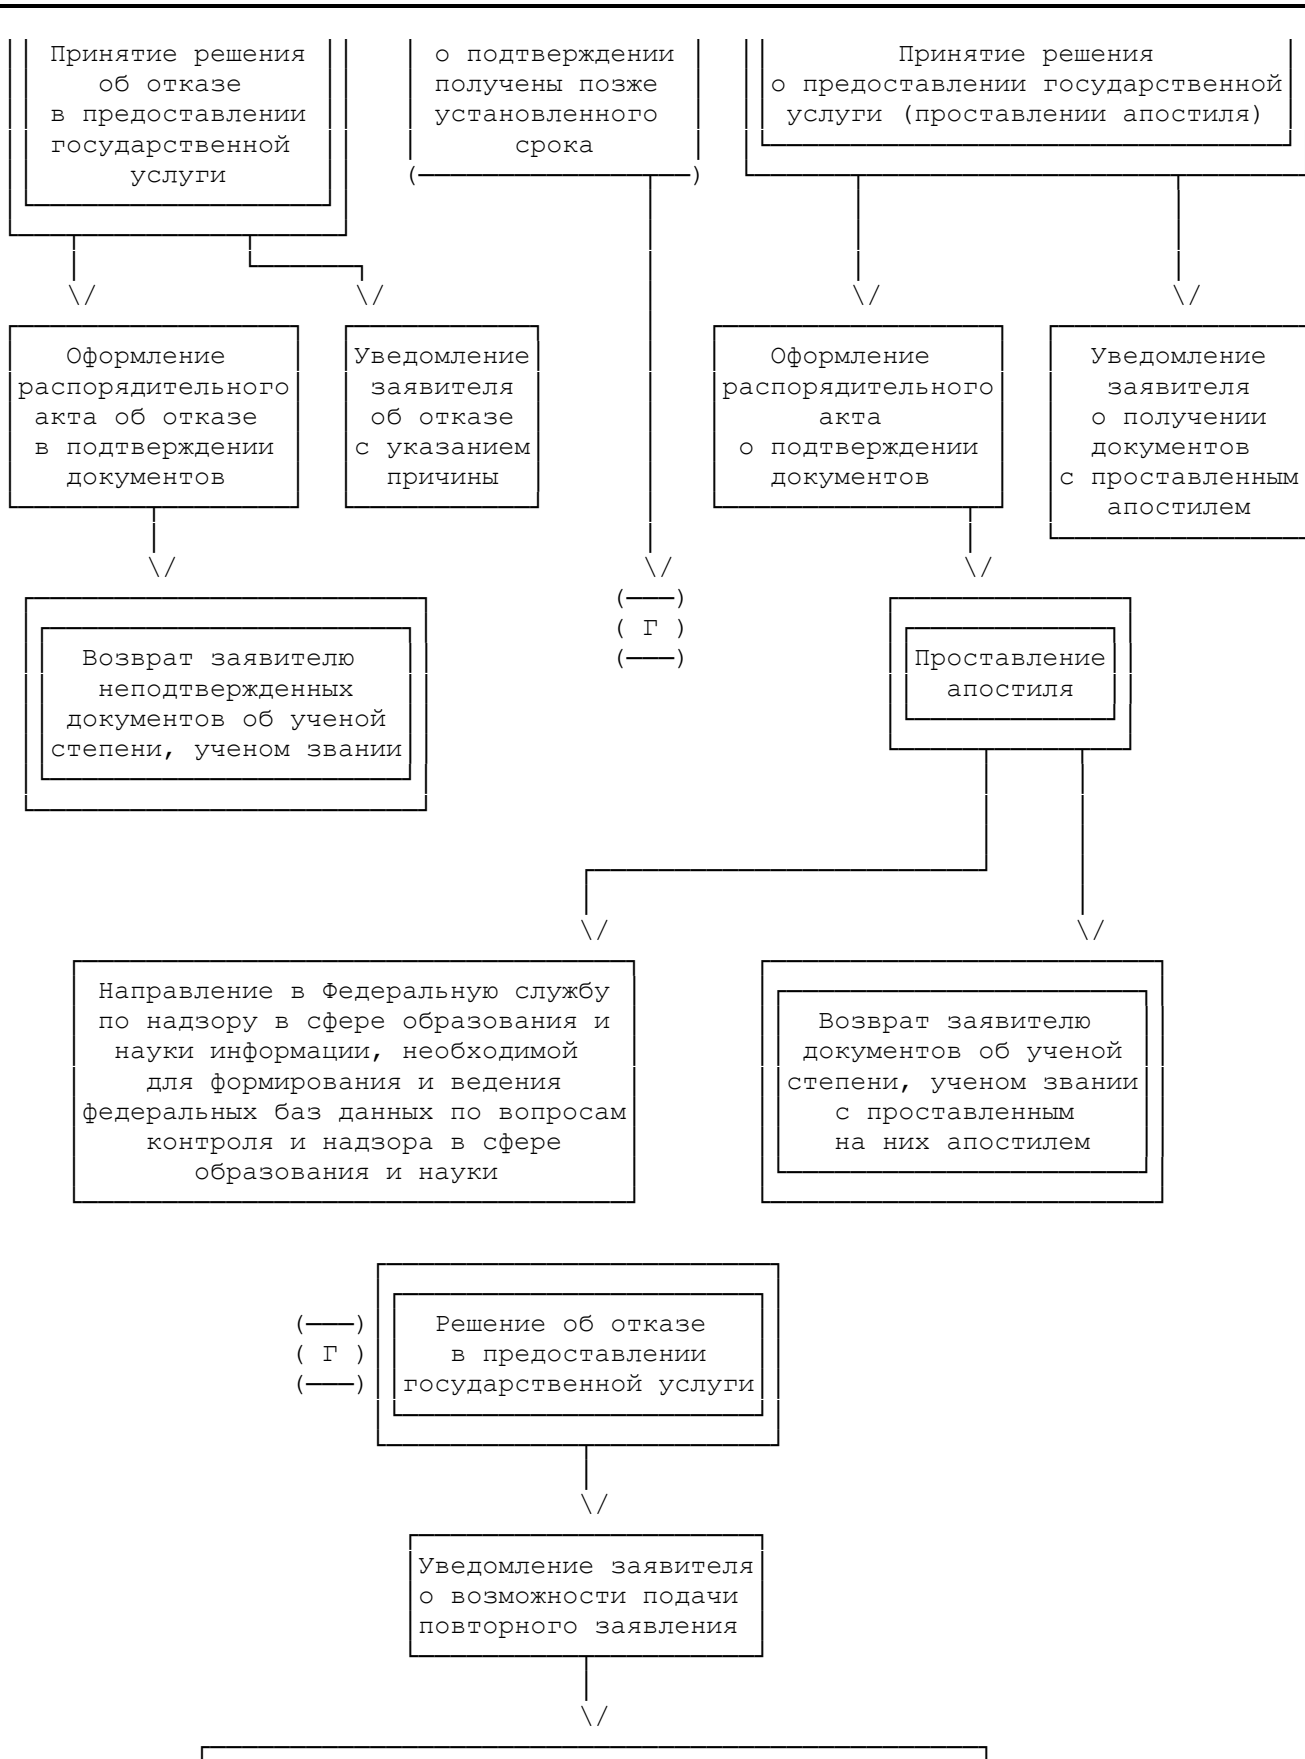 Принятие решения
об отказе
в предоставлении
государственной
услуги
о подтверждении
получены позже
установленного
срока
Принятие решения
о предоставлении государственной
услуги (проставлении апостиля)
Оформление
распорядительного
акта об отказе
в подтверждении
документов
Уведомление
заявителя
об отказе
с указанием
причины
Оформление
распорядительного
акта
о подтверждении
документов
Уведомление
заявителя
о получении
документов
с проставленным
апостилем
Возврат заявителю
неподтвержденных
документов об ученой
степени, ученом звании
( Г )
Проставление
апостиля
Направление в Федеральную службу
по надзору в сфере образования и
науки информации, необходимой
для формирования и ведения
федеральных баз данных по вопросам
контроля и надзора в сфере
образования и науки
Возврат заявителю
документов об ученой
степени, ученом звании
с проставленным
на них апостилем
( Г )
Решение об отказе
в предоставлении
государственной услуги
Уведомление заявителя
о возможности подачи
повторного заявления